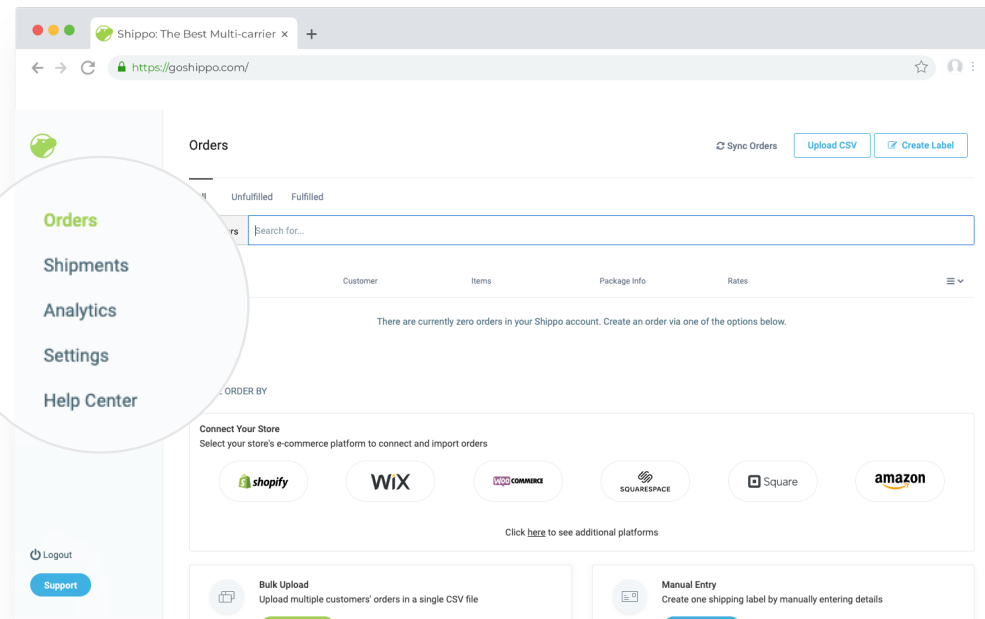 Shippo: The Best Multi-carrier
https://goshippo.com/
Orders
Sync Orders
Upload CSV
Create Label
Unfulfilled
Fulfilled
Search for...
Orders
Shipments
Analytics
Settings
Help Center
Customer
Items
Package Info
Rates
There are currently zero orders in your Shippo account. Create an order via one of the options below.
ORDER BY
Connect Your Store
Select your store's e-commerce platform to connect and import orders
shopify
WiX
WOO COMMERCE
SQUARESPACE
Square
amazon
Click here to see additional platforms
Logout
Support
Bulk Upload
Upload multiple customers' orders in a single CSV file
Manual Entry
Create one shipping label by manually entering details